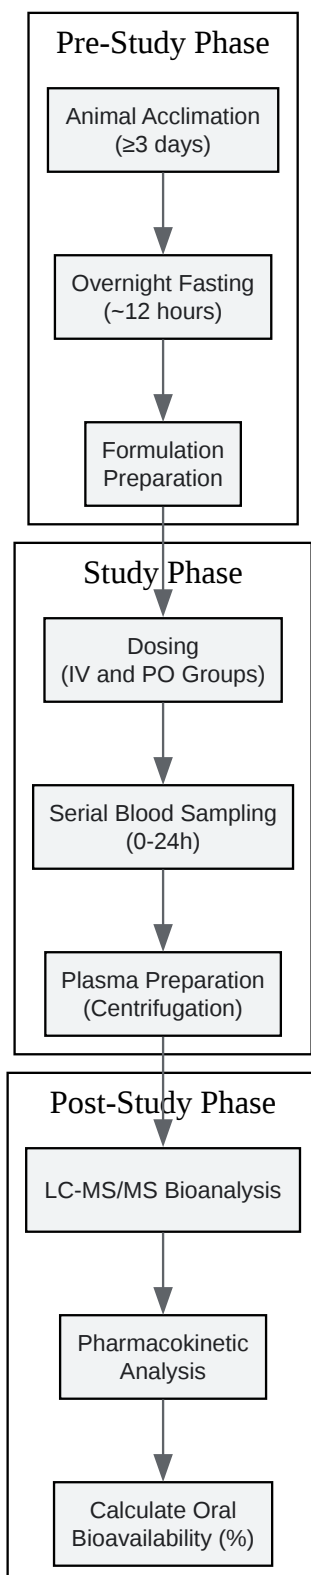 Pre-Study Phase
Animal Acclimation
(≥3 days)
Overnight Fasting
(~12 hours)
Formulation
Preparation
Study Phase
Dosing
(IV and PO Groups)
Serial Blood Sampling
(0-24h)
Plasma Preparation
(Centrifugation)
Post-Study Phase
LC-MS/MS Bioanalysis
Pharmacokinetic
Analysis
Calculate Oral
Bioavailability (%)